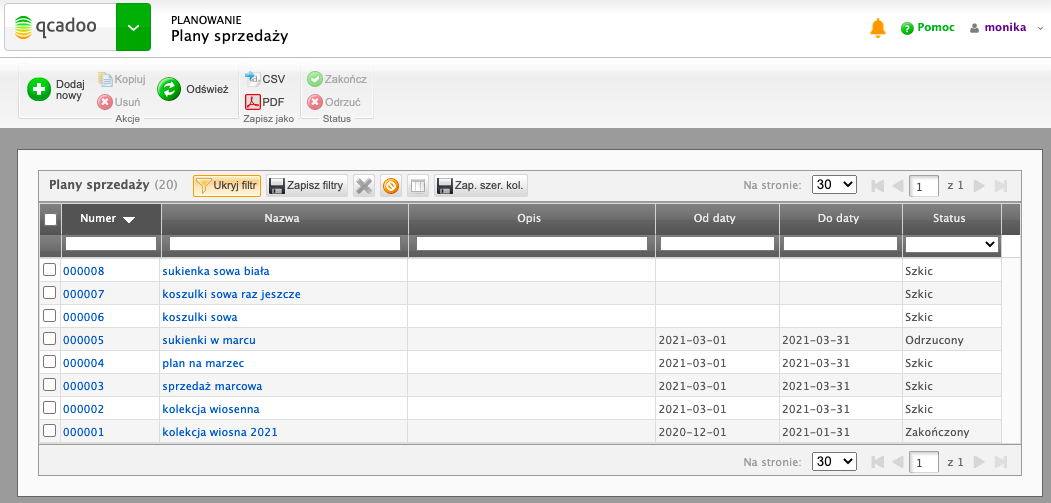 qcadoo
PLANOWANIE
Plany sprzedaży
Pomoc
monika
Dodaj nowy
Kopiuj
Usuń
Odśwież
Akcje
CSV
PDF
Zapisz jako
Zakończ
Odrzuć
Status
Plany sprzedaży (20)
Ukryj filtr
Zapisz filtry
Zap. szer. kol.
Na stronie: 30 1 z 1
Numer Nazwa Opis Od daty Do daty Status
000008 sukienka sowa biała Szkic
000007 koszulki sowa raz jeszcze Szkic
000006 koszulki sowa Szkic
000005 sukienki w marcu 2021-03-01 2021-03-31 Odrzucony
000004 plan na marzec 2021-03-01 2021-03-31 Szkic
000003 sprzedaż marcowa 2021-03-01 2021-03-31 Szkic
000002 kolekcja wiosenna 2021-03-01 2021-03-31 Szkic
000001 kolekcja wiosna 2021 2020-12-01 2021-01-31 Zakończony
Na stronie: 30 1 z 1